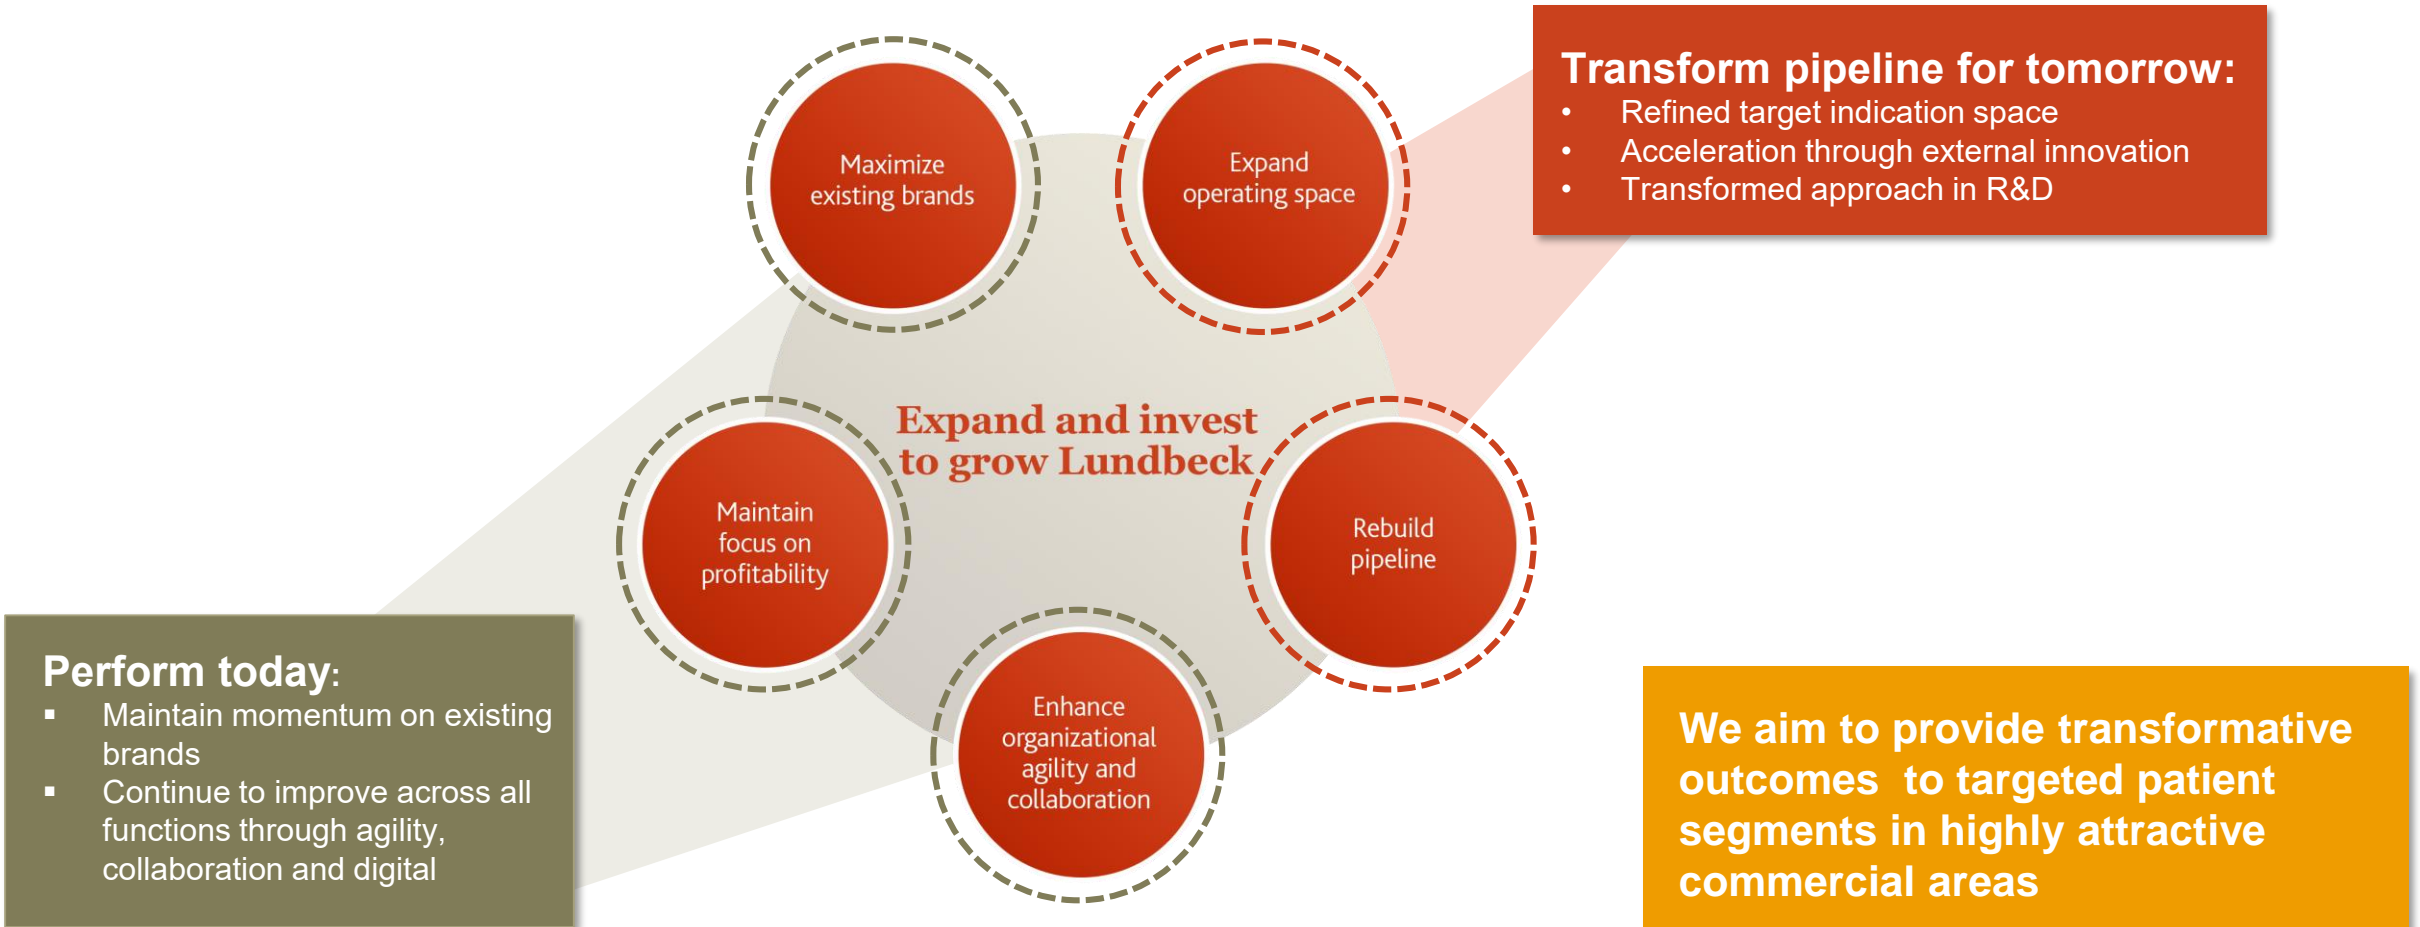 Transform pipeline for tomorrow:
• Refined target indication space
• Acceleration through external innovation
• Transformed approach in R&D
Maximize
existing brands
Expand
operating space
Expand and invest
to grow Lundbeck
Maintain
focus on
profitability
Rebuild
pipeline
Enhance
organizational
agility and
collaboration
Perform today:
▪ Maintain momentum on existing
brands
▪ Continue to improve across all
functions through agility,
collaboration and digital
We aim to provide transformative
outcomes  to targeted patient
segments in highly attractive
commercial areas